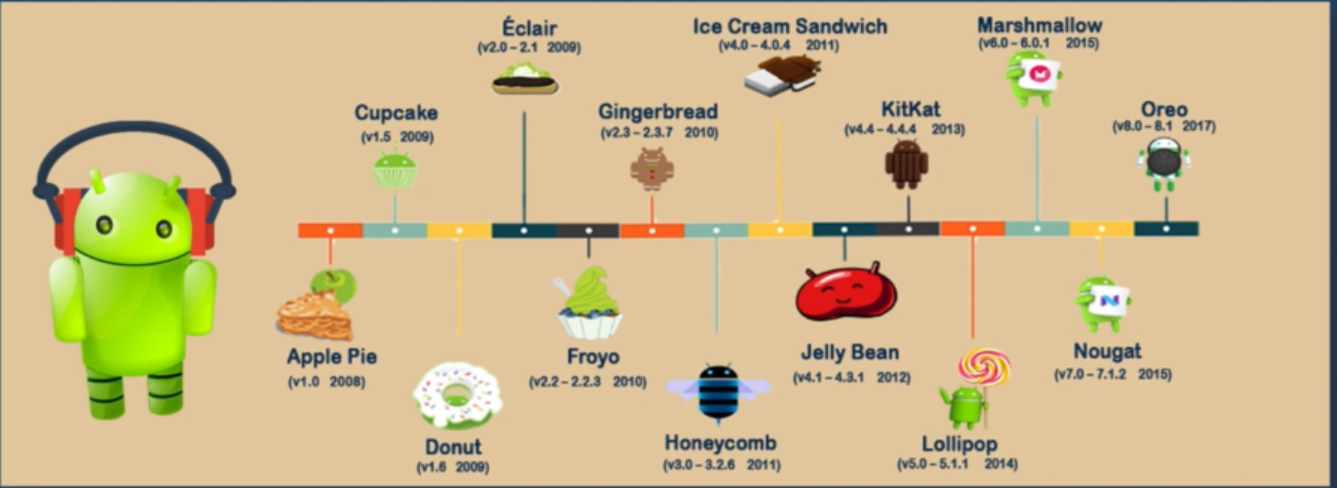 Éclair
(v2.0 – 2.1 2009)
Ice Cream Sandwich
(v4.0 – 4.0.4 2011)
Marshmallow
(v6.0 – 6.0.1 2015)
Cupcake
(v1.5 2009)
Gingerbread
(v2.3 – 2.3.7 2010)
KitKat
(v4.4 – 4.4.4 2013)
Oreo
(v8.0 – 8.1 2017)
Apple Pie
(v1.0 2008)
Froyo
(v2.2 – 2.2.3 2010)
Jelly Bean
(v4.1 – 4.3.1 2012)
Nougat
(v7.0 – 7.1.2 2015)
Donut
(v1.6 2009)
Honeycomb
(v3.0 – 3.2.6 2011)
Lollipop
(v5.0 – 5.1.1 2014)